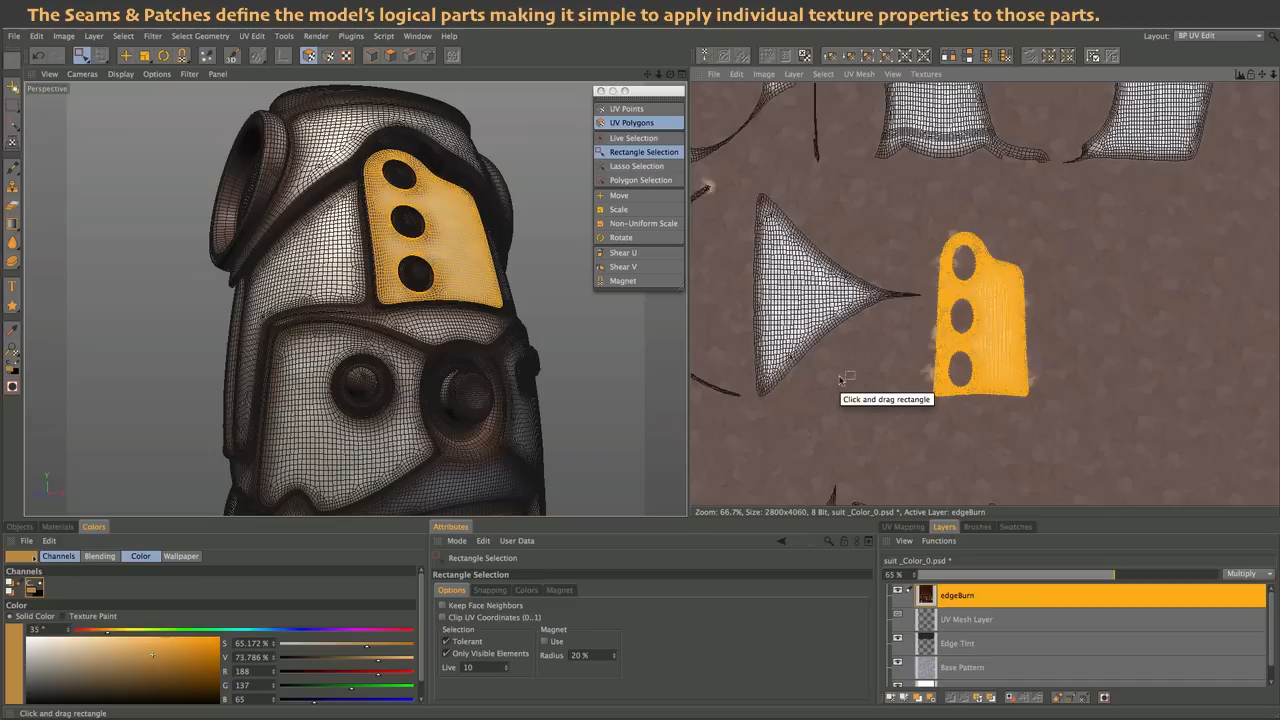 The Seams & Patches define the model's logical parts making it simple to apply individual texture properties to those parts.
File Edit Image Layer Select Filter Select Geometry UV Edit Tools Render Plugins Script Window Help
Layout: BP UV Edit
View Cameras Display Options Filter Panel
File Edit Image Layer Select UV Mesh View Textures
Perspective
UV Points
UV Polygons
Live Selection
Rectangle Selection
Lasso Selection
Polygon Selection
Move
Scale
Non-Uniform Scale
Rotate
Shear U
Shear V
Magnet
Click and drag rectangle
Zoom: 66.7%, Size: 2800x4060, 8 Bit, suit _Color_0.psd *, Active Layer: edgeBurn
Objects Materials Colors
File Edit
Channels Blending Color Wallpaper
Channels
C..
Color
Solid Color Texture Paint
35 °
S 65.172 %
V 73.786 %
R 188
G 137
B 65
Attributes
Mode Edit User Data
Rectangle Selection
Rectangle Selection
Options Snapping Colors Magnet
Keep Face Neighbors
Clip UV Coordinates (0..1)
Selection Magnet
Tolerant Use
Only Visible Elements Radius 20 %
Live 10
UV Mapping Layers Brushes Swatches
View Functions
suit _Color_0.psd *
65 % Multiply
edgeBurn
UV Mesh Layer
Edge Tint
Base Pattern
Click and drag rectangle